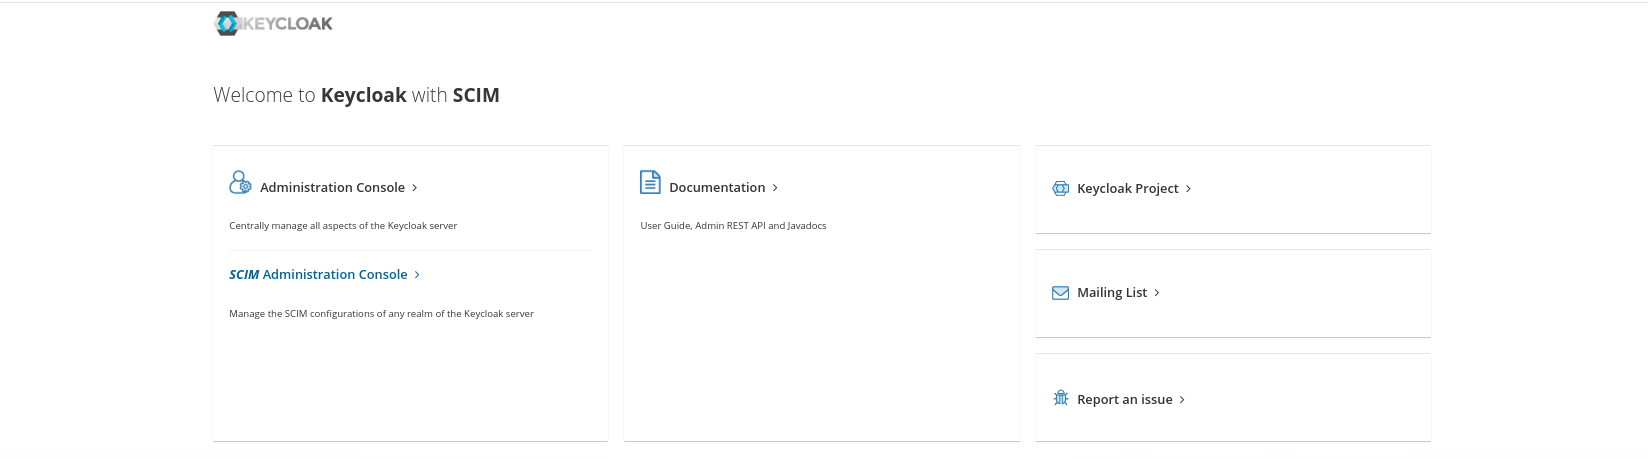 KEYCLOAK
Welcome to Keycloak with SCIM
Administration Console
Centrally manage all aspects of the Keycloak server
SCIM Administration Console
Manage the SCIM configurations of any realm of the Keycloak server
Documentation
User Guide, Admin REST API and Javadocs
Keycloak Project
Mailing List
Report an issue